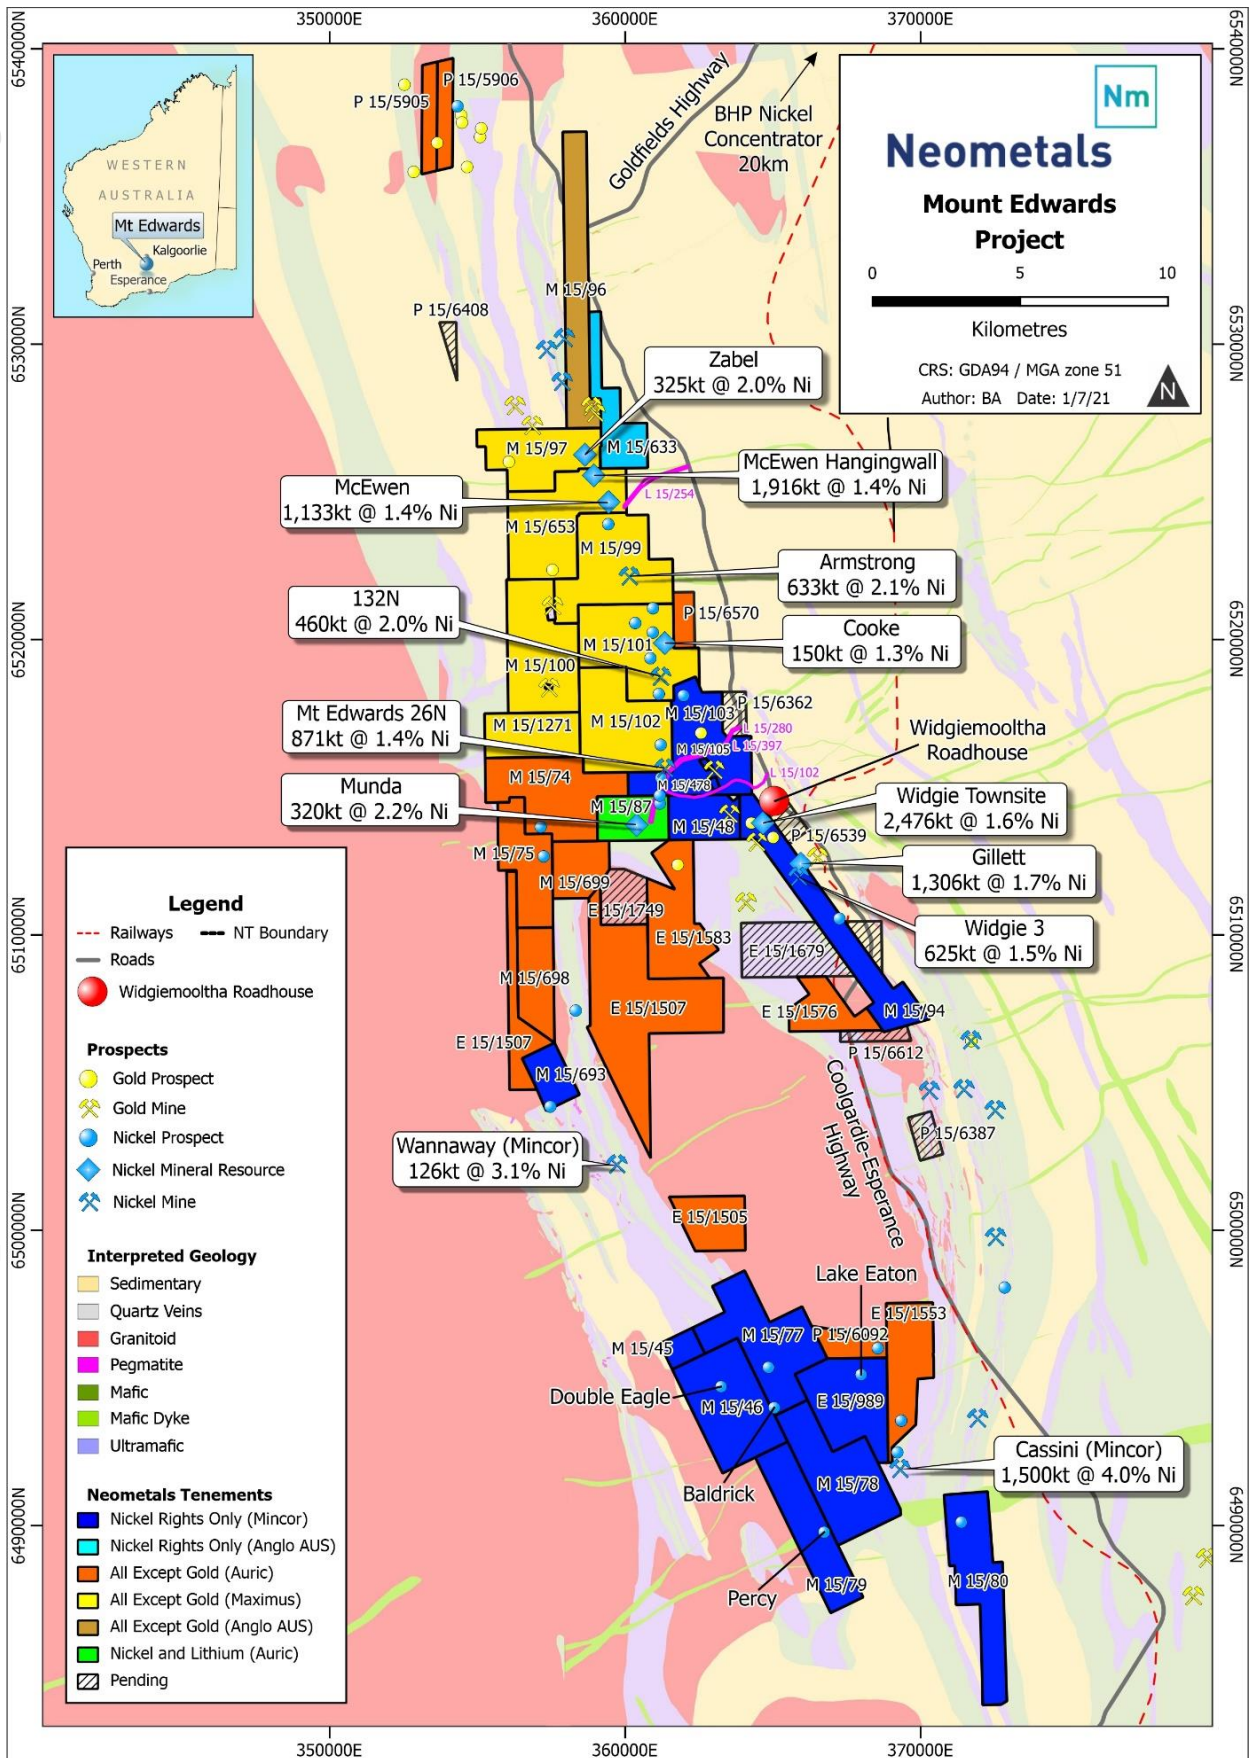 350000E
360000E
370000E
6540000N
6530000N
6520000N
6510000N
6500000N
6490000N
6540000N
6530000N
6520000N
6510000N
6500000N
6490000N
WESTERN
AUSTRALIA
Mt Edwards
Kalgoorlie
Perth
Esperance
P 15/5906
P 15/5905
Goldfields Highway
BHP Nickel
Concentrator
20km
Nm
Neometals
Mount Edwards
Project
0 5 10
Kilometres
CRS: GDA94 / MGA zone 51
Author: BA Date: 1/7/21
N
M 15/96
P 15/6408
Zabel
325kt @ 2.0% Ni
M 15/97
M 15/633
McEwen Hangingwall
1,916kt @ 1.4% Ni
McEwen
1,133kt @ 1.4% Ni
L 15/254
M 15/653
M 15/99
Armstrong
633kt @ 2.1% Ni
132N
460kt @ 2.0% Ni
P 15/6570
Cooke
150kt @ 1.3% Ni
M 15/101
M 15/100
P 15/6362
Mt Edwards 26N
871kt @ 1.4% Ni
M 15/1271
M 15/102
M 15/103
L 15/280
L 15/397
M 15/105
Widgiemooltha
Roadhouse
M 15/74
M 15/478
L 15/102
Munda
320kt @ 2.2% Ni
M 15/87
M 15/48
Widgie Townsite
2,476kt @ 1.6% Ni
P 15/6539
M 15/75
Gillett
1,306kt @ 1.7% Ni
M 15/699
E 15/1749
E 15/1583
E 15/1679
Widgie 3
625kt @ 1.5% Ni
M 15/698
E 15/1507
E 15/1576
M 15/94
E 15/1507
P 15/6612
M 15/693
Coolgardie-Esperance
Highway
P 15/6387
Wannaway (Mincor)
126kt @ 3.1% Ni
E 15/1505
Lake Eaton
E 15/1553
M 15/77
P 15/6092
M 15/45
Double Eagle
M 15/46
E 15/989
Cassini (Mincor)
1,500kt @ 4.0% Ni
Baldrick
M 15/78
Percy
M 15/79
M 15/80
Legend
Railways
NT Boundary
Roads
Widgiemooltha Roadhouse
Prospects
Gold Prospect
Gold Mine
Nickel Prospect
Nickel Mineral Resource
Nickel Mine
Interpreted Geology
Sedimentary
Quartz Veins
Granitoid
Pegmatite
Mafic
Mafic Dyke
Ultramafic
Neometals Tenements
Nickel Rights Only (Mincor)
Nickel Rights Only (Anglo AUS)
All Except Gold (Auric)
All Except Gold (Maximus)
All Except Gold (Anglo AUS)
Nickel and Lithium (Auric)
Pending
350000E
360000E
370000E